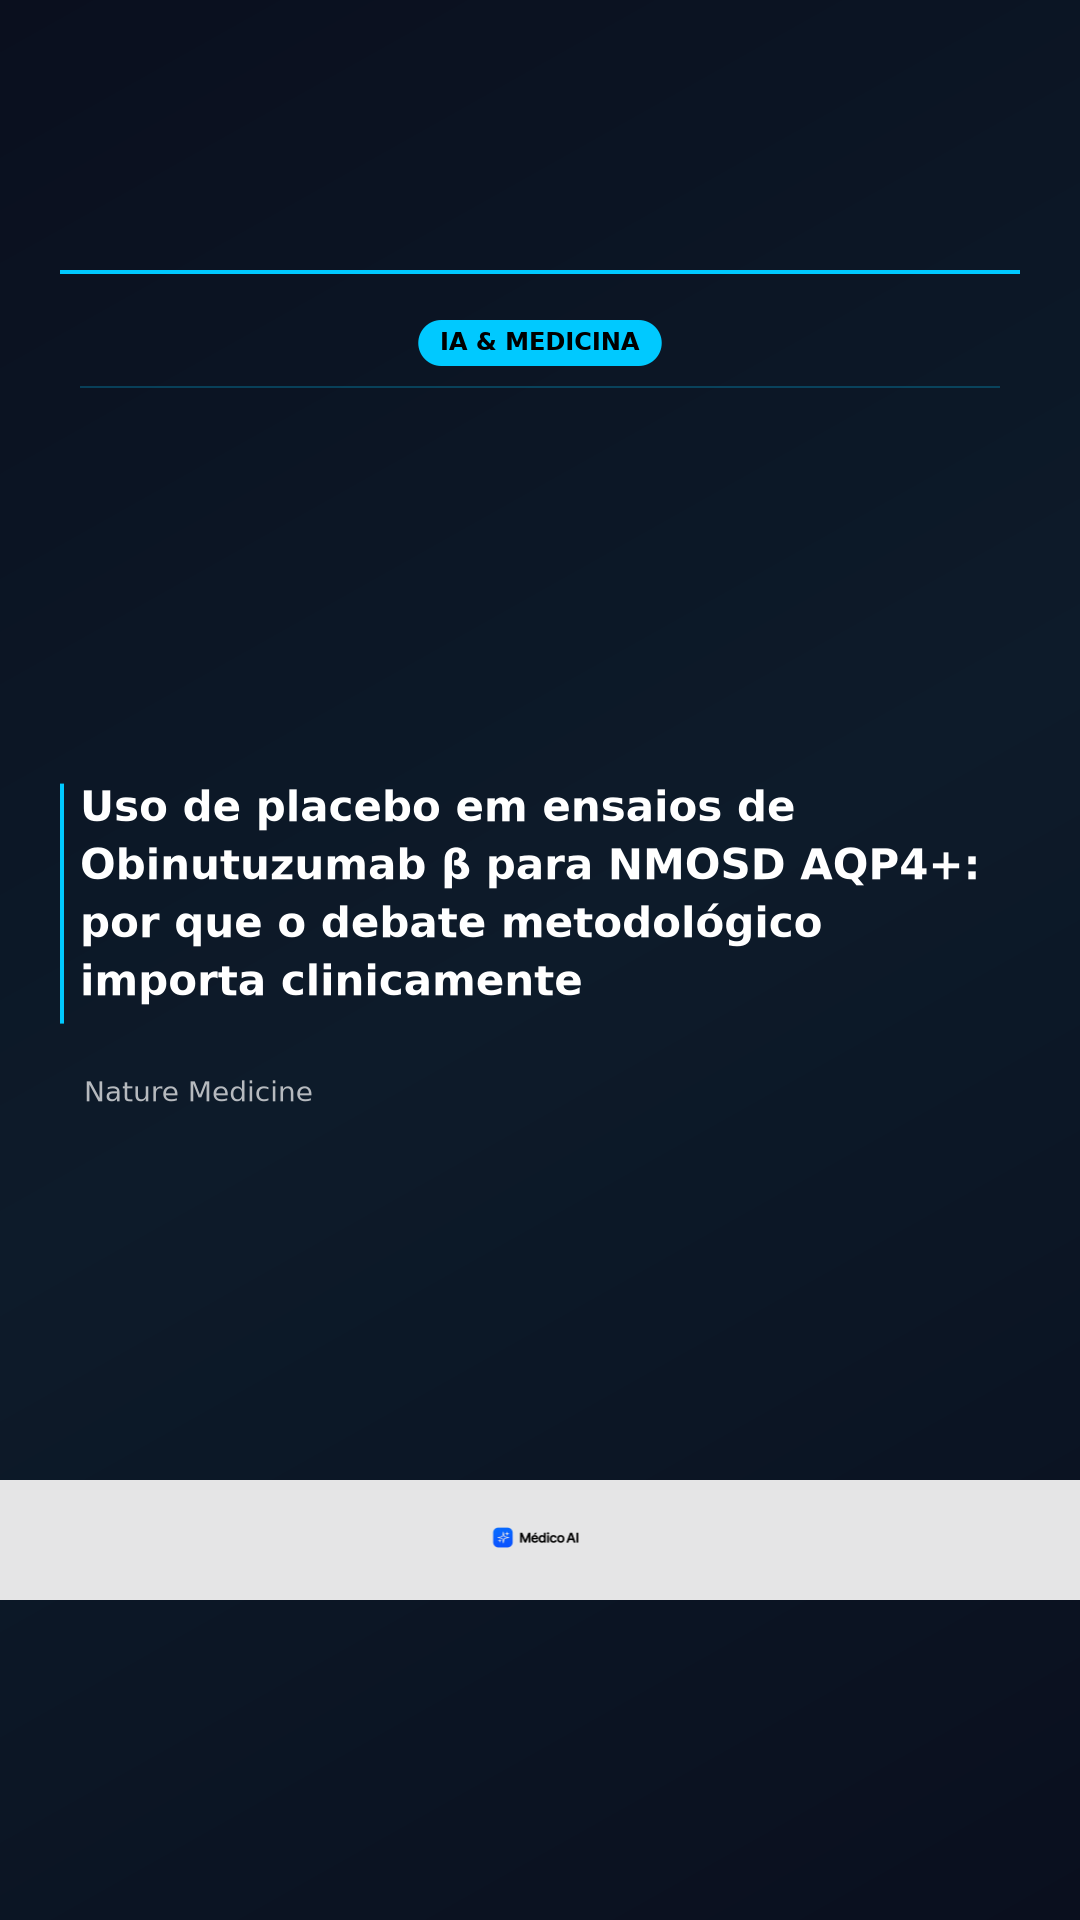 IA & MEDICINA
Uso de placebo em ensaios de
Obinutuzumab β para NMOSD AQP4+:
por que o debate metodológico
importa clinicamente
Nature Medicine
Médico AI